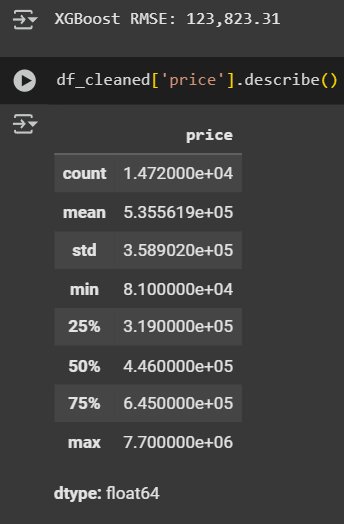 XGBoost RMSE: 123,823.31
df_cleaned['price'].describe()
price
count 1.472000e+04
mean 5.355619e+05
std 3.589020e+05
min 8.100000e+04
25% 3.190000e+05
50% 4.460000e+05
75% 6.450000e+05
max 7.700000e+06
dtype: float64